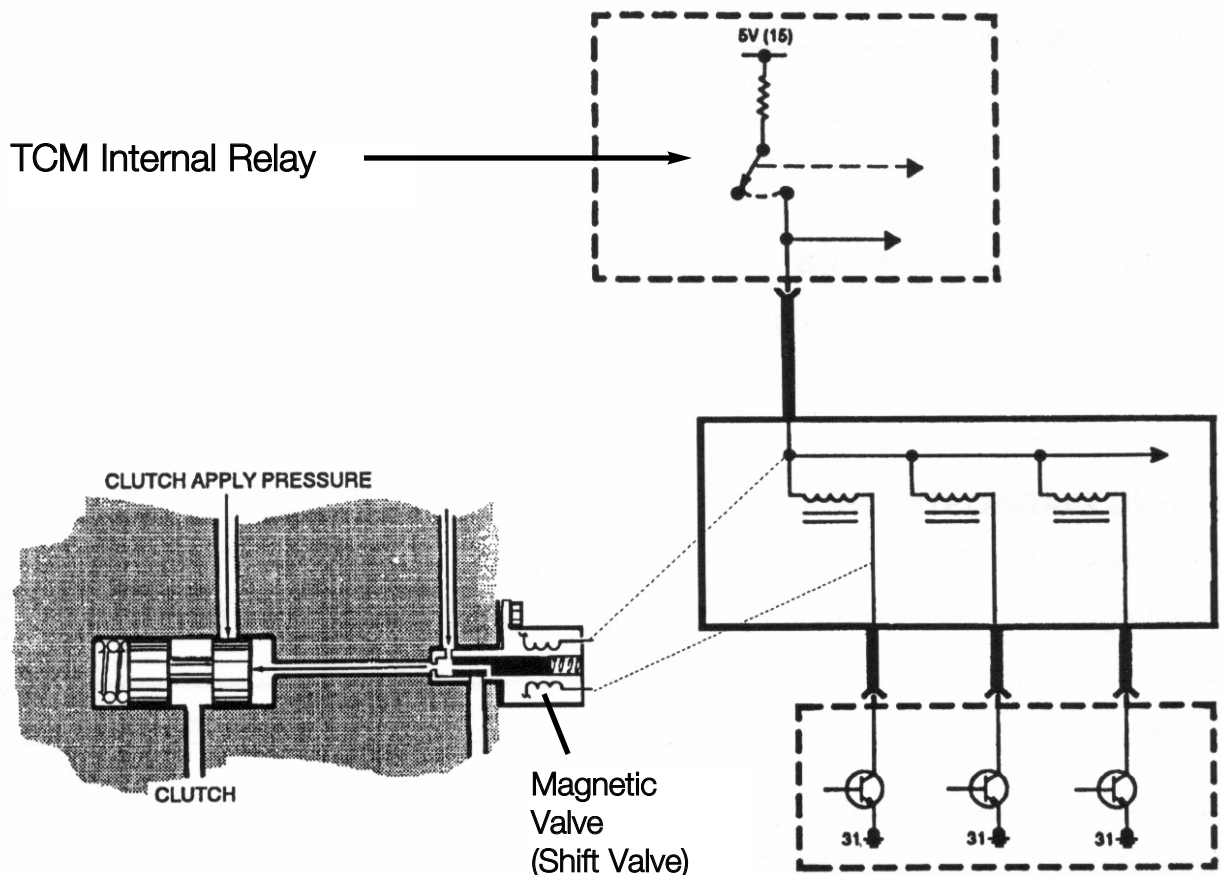 5V (15)
TCM Internal Relay
CLUTCH APPLY PRESSURE
CLUTCH
Magnetic
Valve
(Shift Valve)
31
31
31